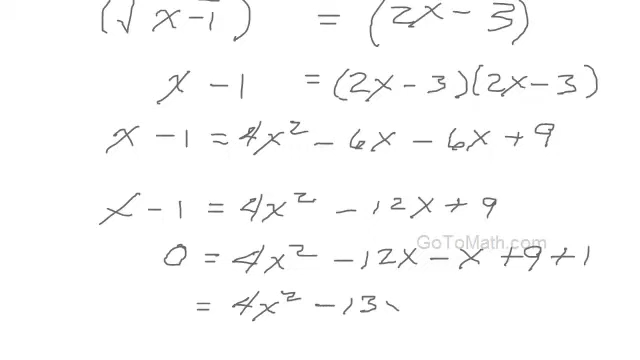 (√x-1) = (2x-3)
x-1 = (2x-3)(2x-3)
x-1 = 4x² - 6x - 6x + 9
x-1 = 4x² - 12x + 9
GoToMath.com
0 = 4x² - 12x - x + 9 + 1
= 4x² - 13